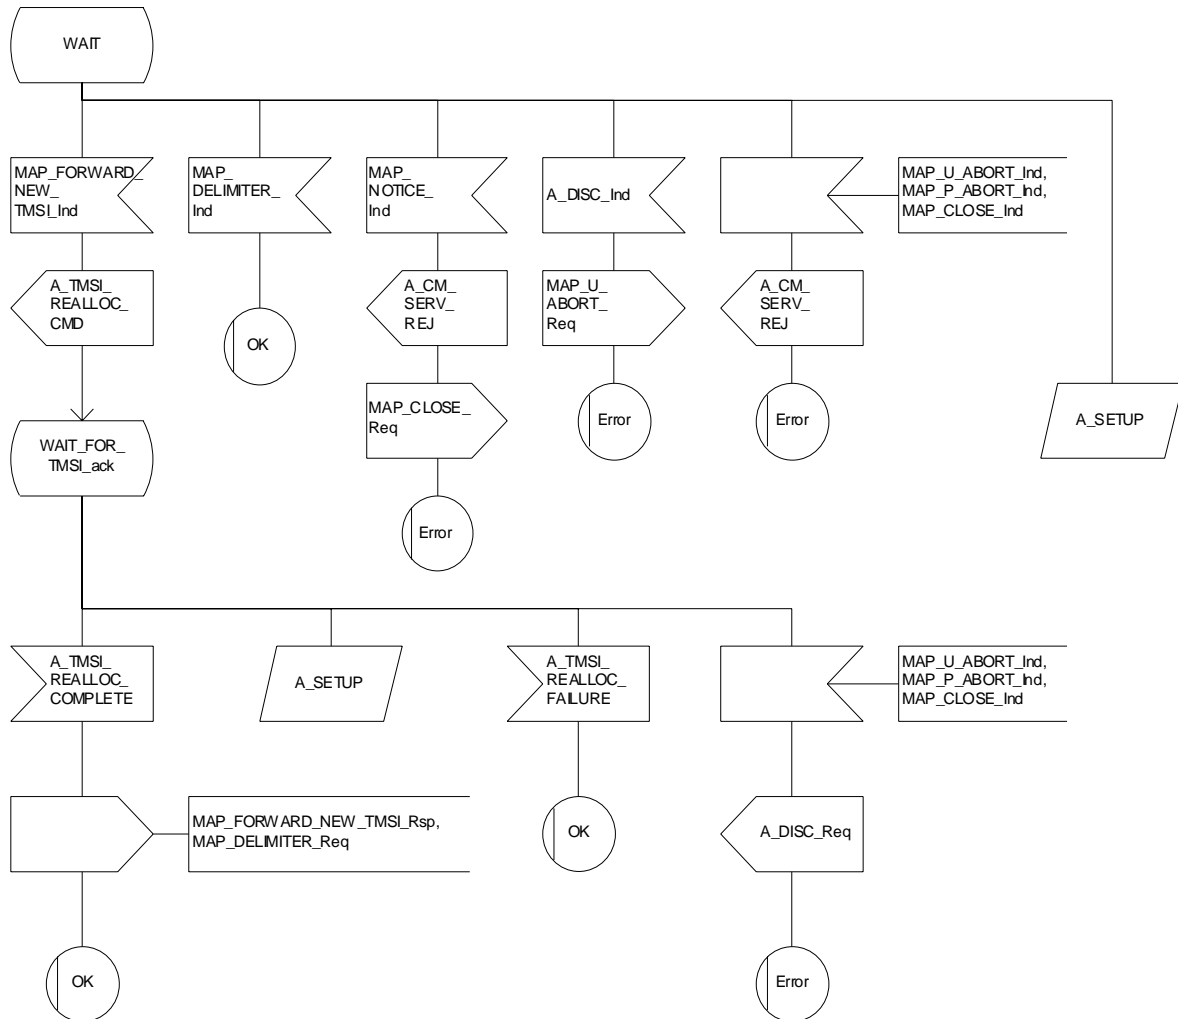 WAIT
MAP_FORWARD_
NEW_
TMSI_Ind
MAP_
DELIMITER_
Ind
MAP_
NOTICE_
Ind
A_DISC_Ind
MAP_U_ABORT_Ind,
MAP_P_ABORT_Ind,
MAP_CLOSE_Ind
A_TMSI_
REALLOC_
CMD
OK
A_CM_
SERV_
REJ
MAP_U_
ABORT_
Req
A_CM_
SERV_
REJ
MAP_CLOSE_
Req
Error
Error
A_SETUP
WAIT_FOR_
TMSI_ack
Error
A_TMSI_
REALLOC_
COMPLETE
A_SETUP
A_TMSI_
REALLOC_
FAILURE
MAP_U_ABORT_Ind,
MAP_P_ABORT_Ind,
MAP_CLOSE_Ind
MAP_FORWARD_NEW_TMSI_Rsp,
MAP_DELIMITER_Req
OK
A_DISC_Req
OK
Error